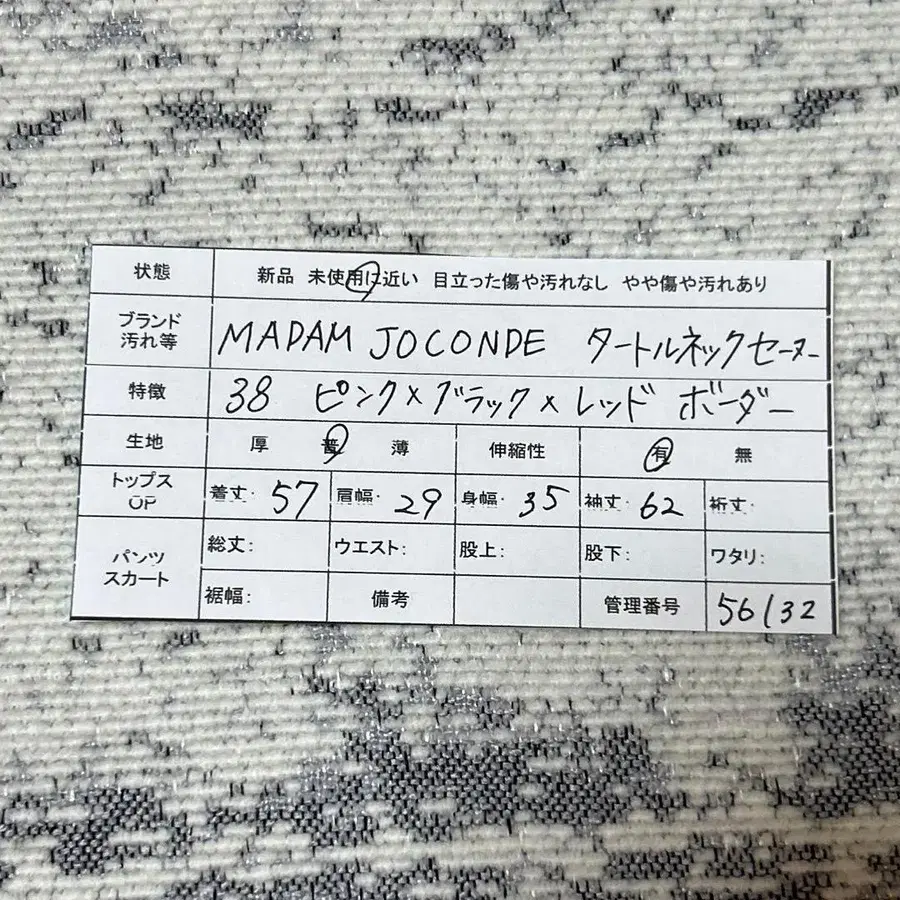 状態 新品 未使用に近い 目立った傷や汚れなし やや傷や汚れあり
ブランド 汚れ等 MADAM JOCONDE タートルネックセーター
特徴 38 ピンク×ブラック×レッド ボーダー
生地 厚 普 薄 伸縮性 有 無
トップス OP 着丈: 57 肩幅: 29 身幅: 35 袖丈: 62 裄丈:
パンツ スカート 総丈: ウエスト: 股上: 股下: ワタリ:
裾幅: 備考 管理番号 56132